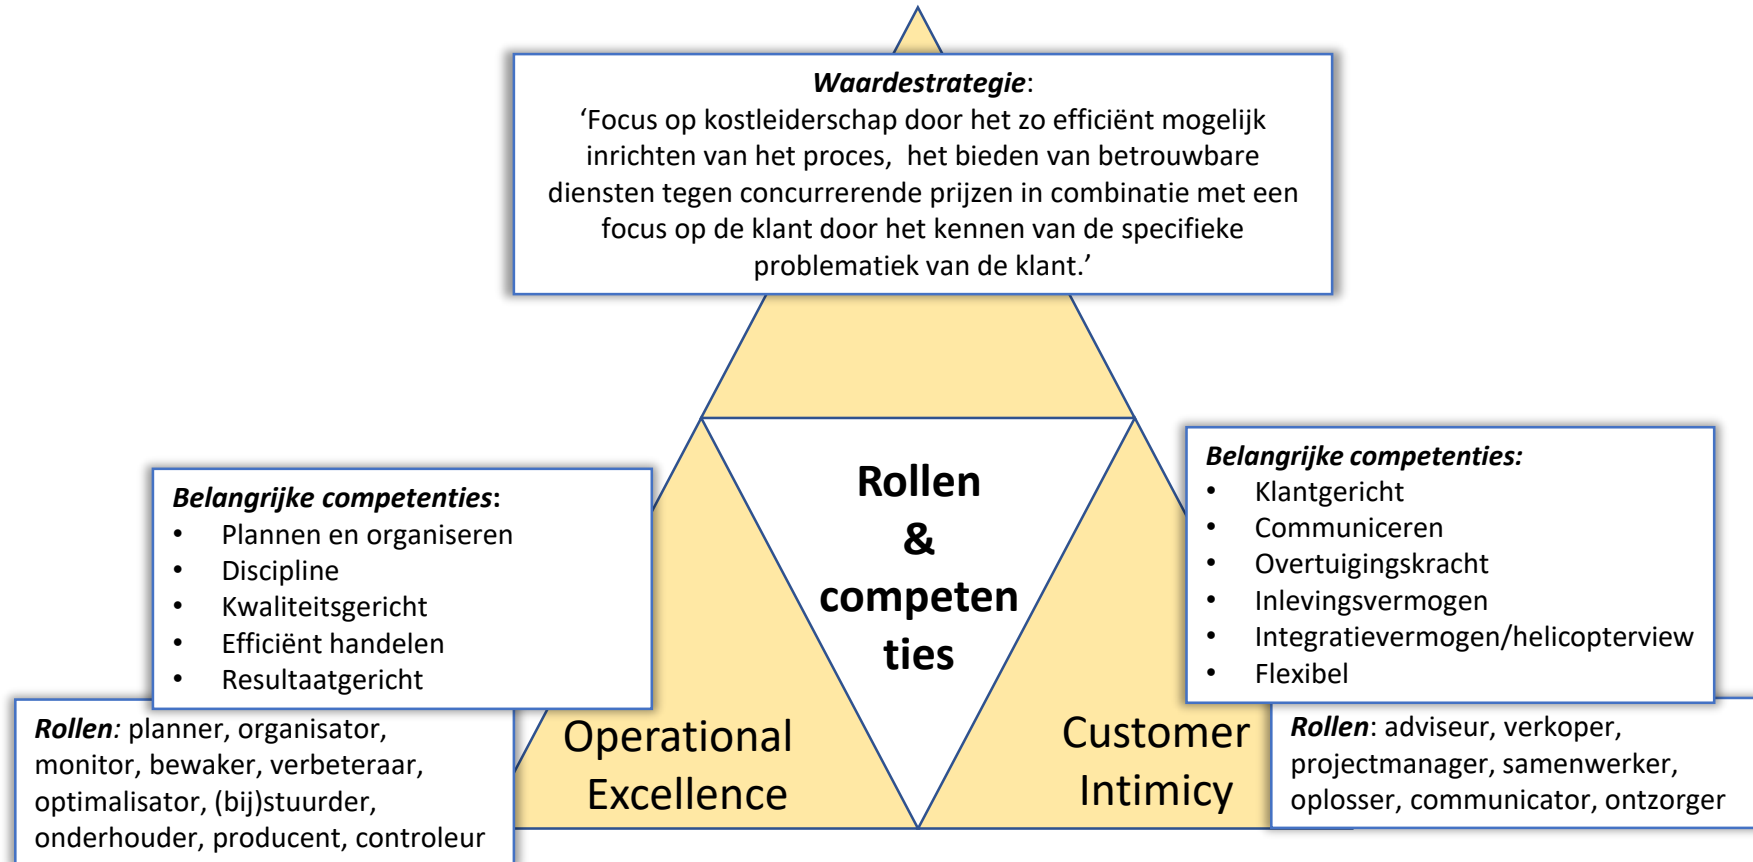 Waardestrategie:
‘Focus op kostleiderschap door het zo efficiënt mogelijk
inrichten van het proces,  het bieden van betrouwbare
diensten tegen concurrerende prijzen in combinatie met een
focus op de klant door het kennen van de specifieke
problematiek van de klant.’
Belangrijke competenties:
• Plannen en organiseren
• Discipline
• Kwaliteitsgericht
• Efficiënt handelen
• Resultaatgericht
Rollen: planner, organisator,
monitor, bewaker, verbeteraar,
optimalisator, (bij)stuurder,
onderhouder, producent, controleur
Operational
Excellence
Rollen
&
competen
ties
Customer
Intimicy
Belangrijke competenties:
• Klantgericht
• Communiceren
• Overtuigingskracht
• Inlevingsvermogen
• Integratievermogen/helicopterview
• Flexibel
Rollen: adviseur, verkoper,
projectmanager, samenwerker,
oplosser, communicator, ontzorger